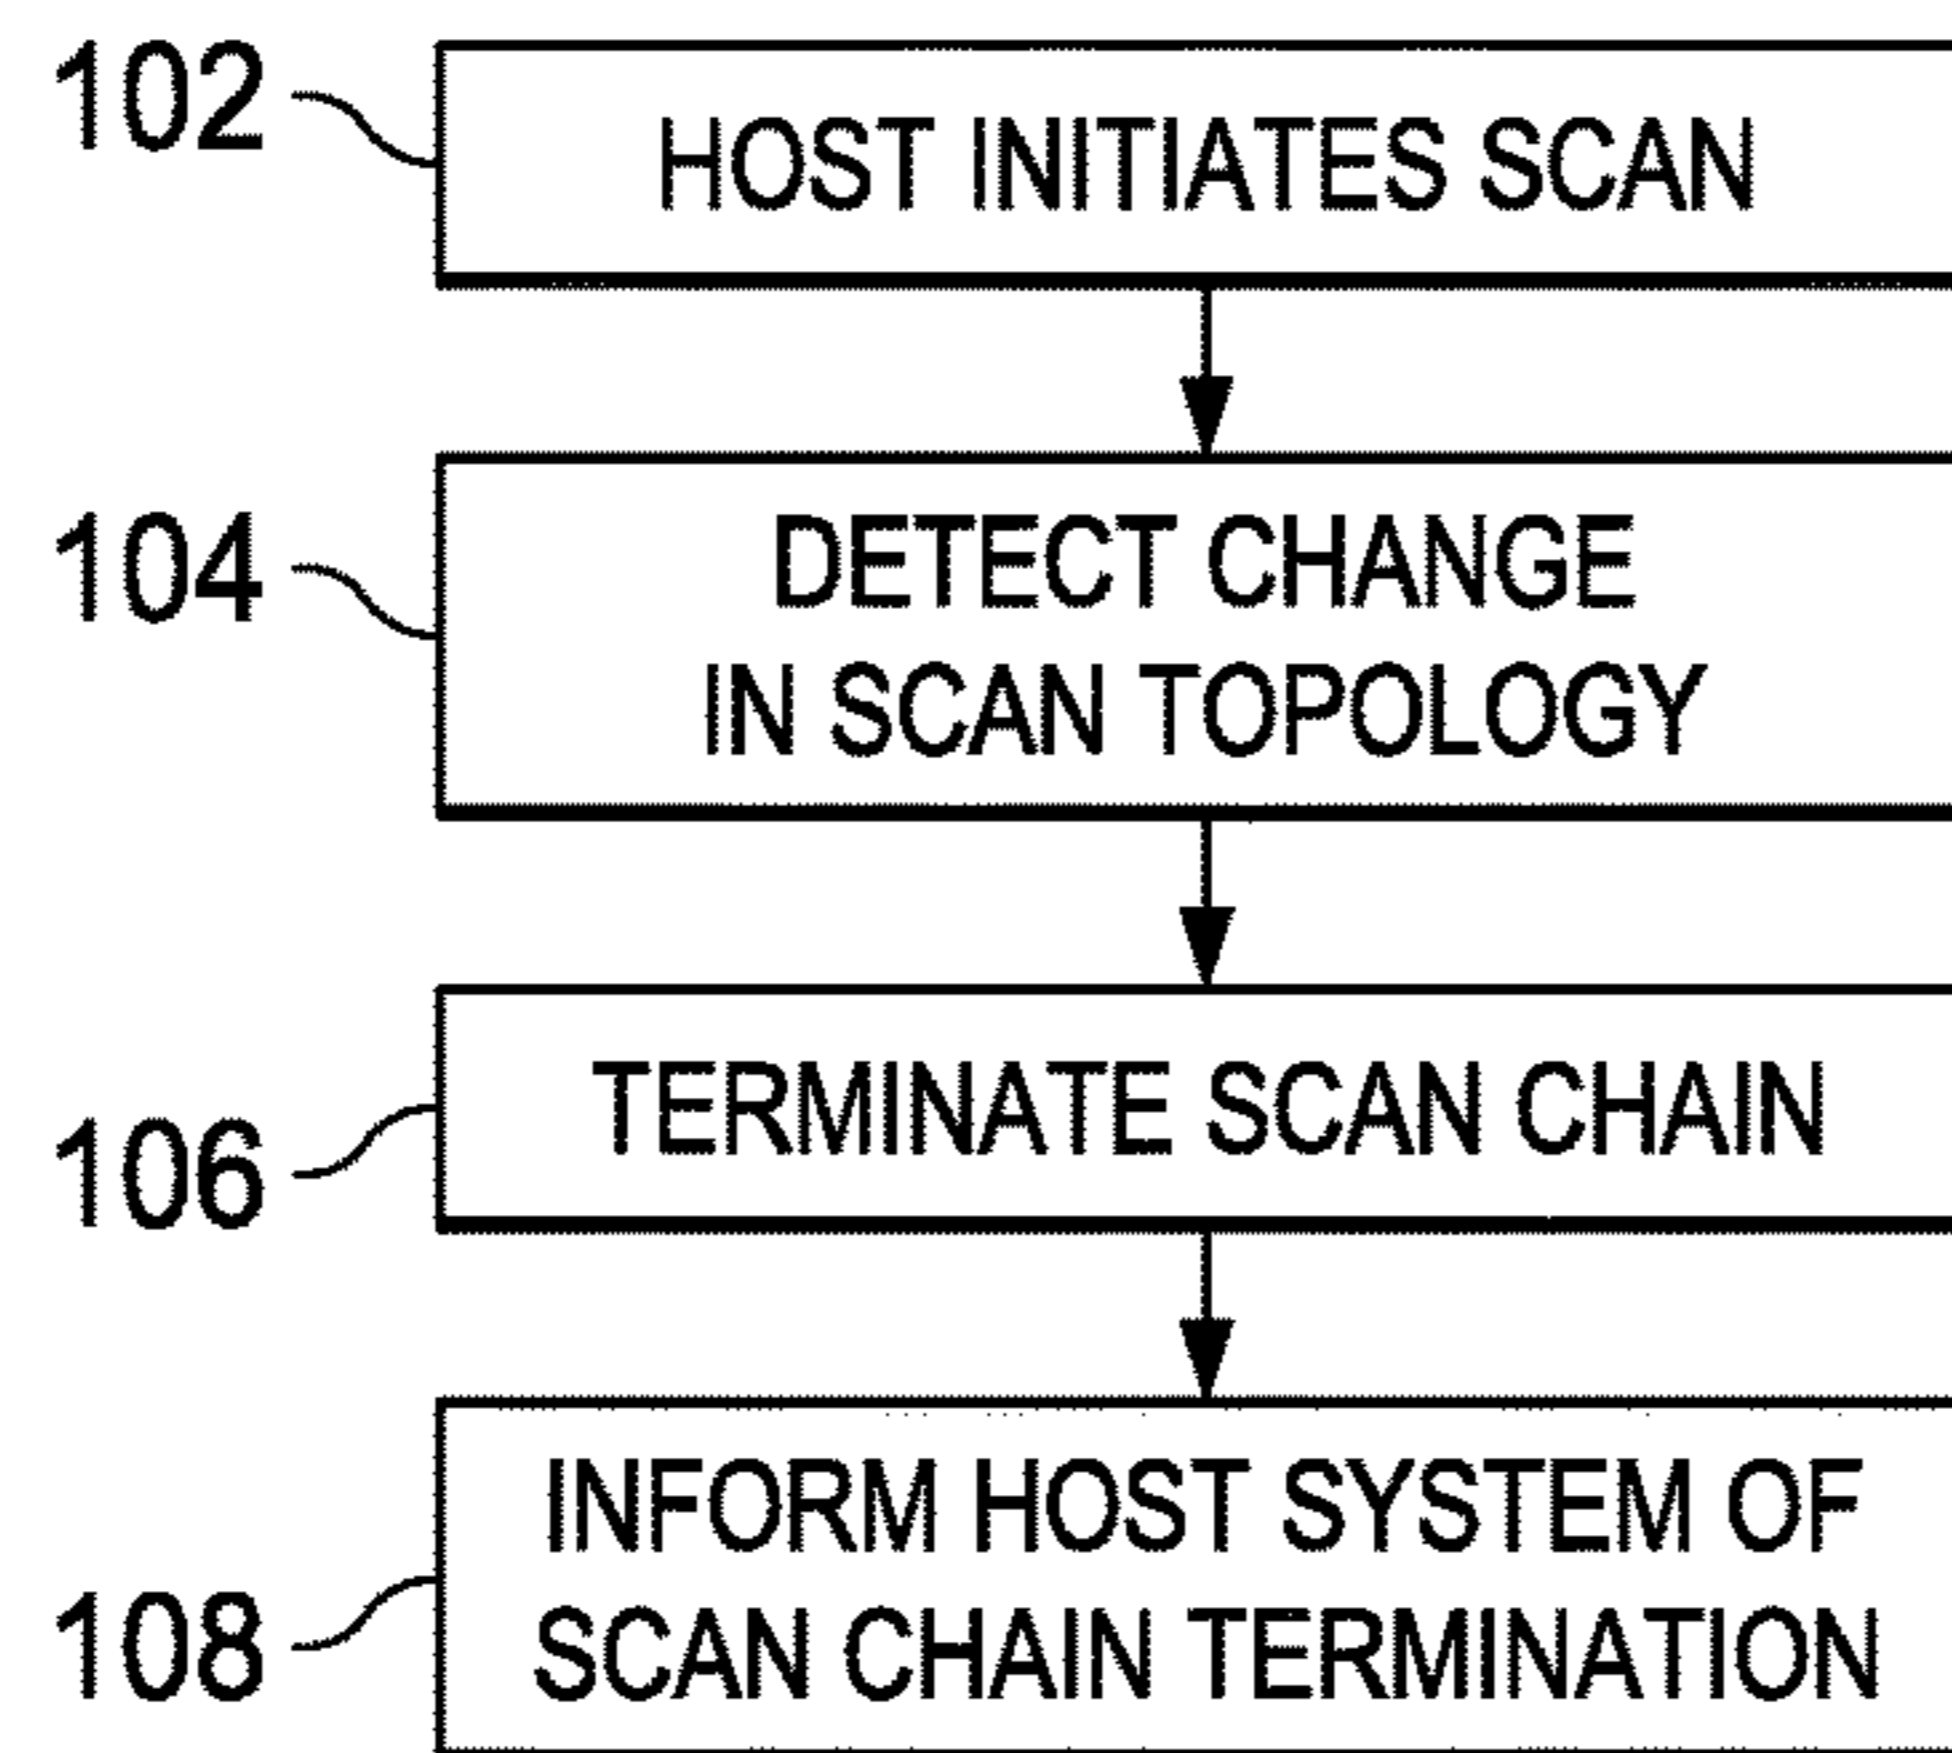 102
HOST INITIATES SCAN
104
DETECT CHANGE
IN SCAN TOPOLOGY
106
TERMINATE SCAN CHAIN
108
INFORM HOST SYSTEM OF
SCAN CHAIN TERMINATION